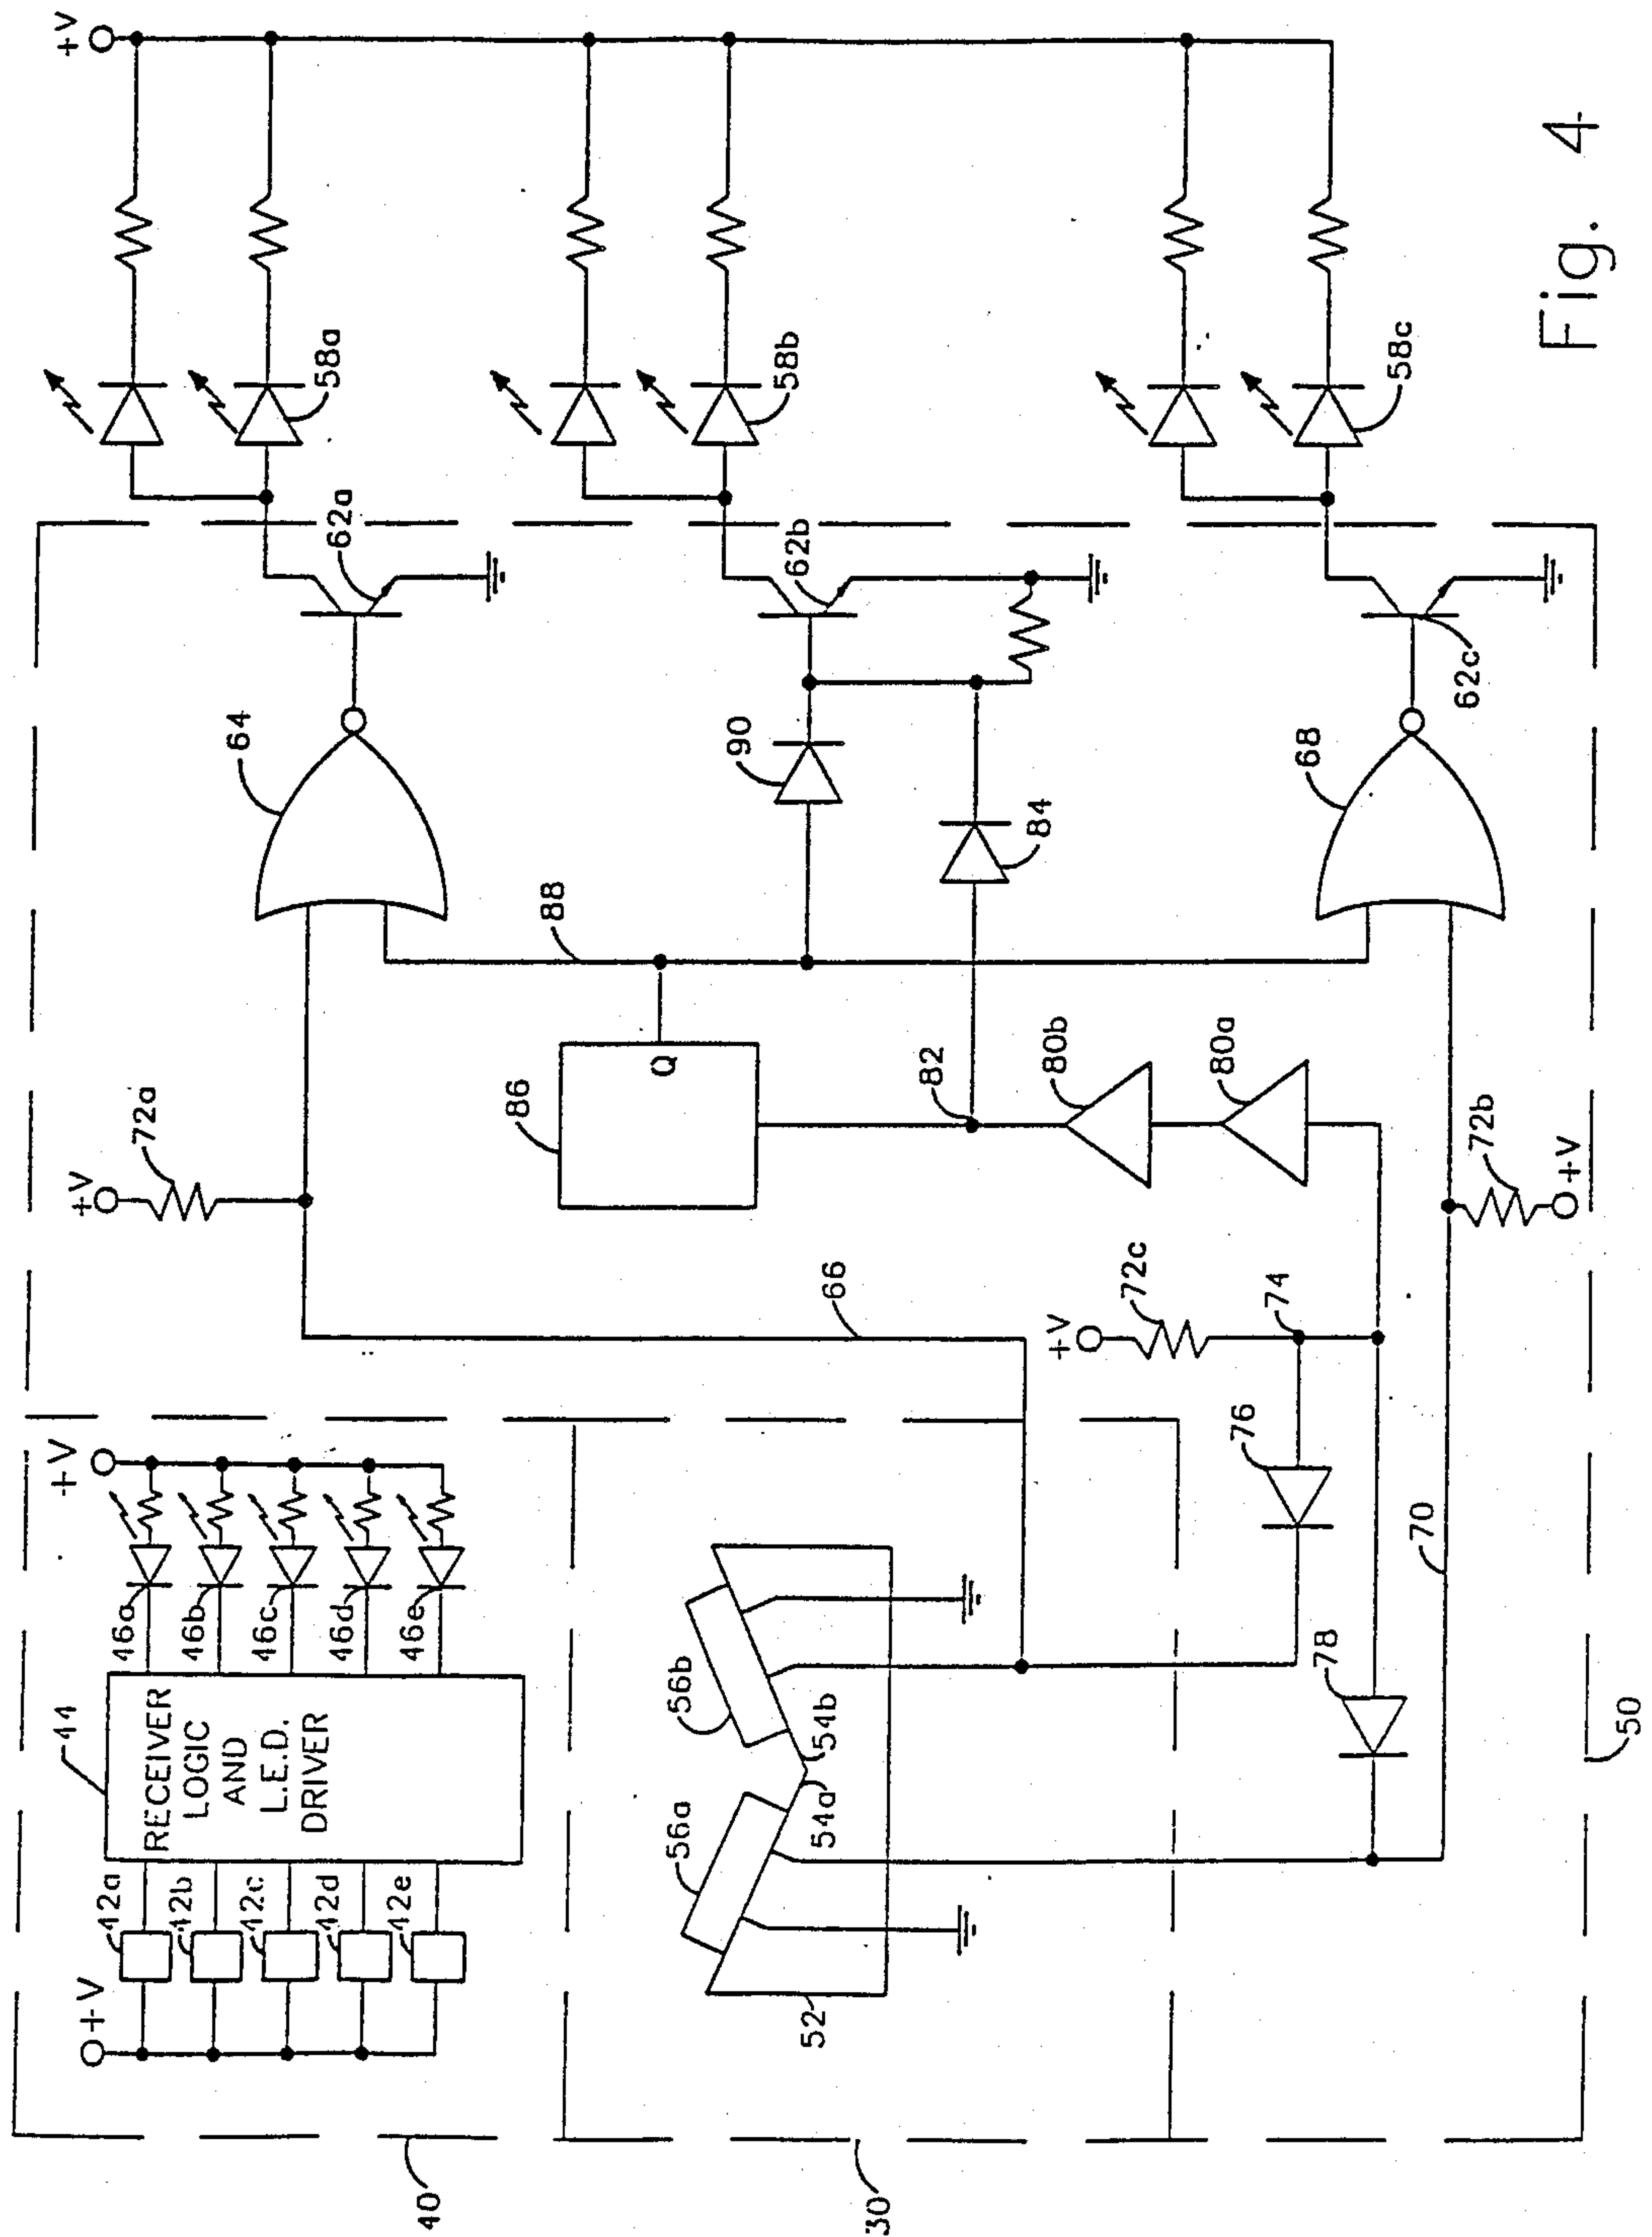 +V
58a
58b
58c
Fig. 4
62a
62b
62c
64
90
84
68
88
Q
86
82
80b
80a
72a
+V
72b
+V
66
+V
72c
74
76
78
70
+V
46a
46b
46c
46d
46e
44
RECEIVER
LOGIC
AND
L.E.D.
DRIVER
42a
42b
42c
42d
42e
+V
56b
54b
56a
54a
52
40
30
50